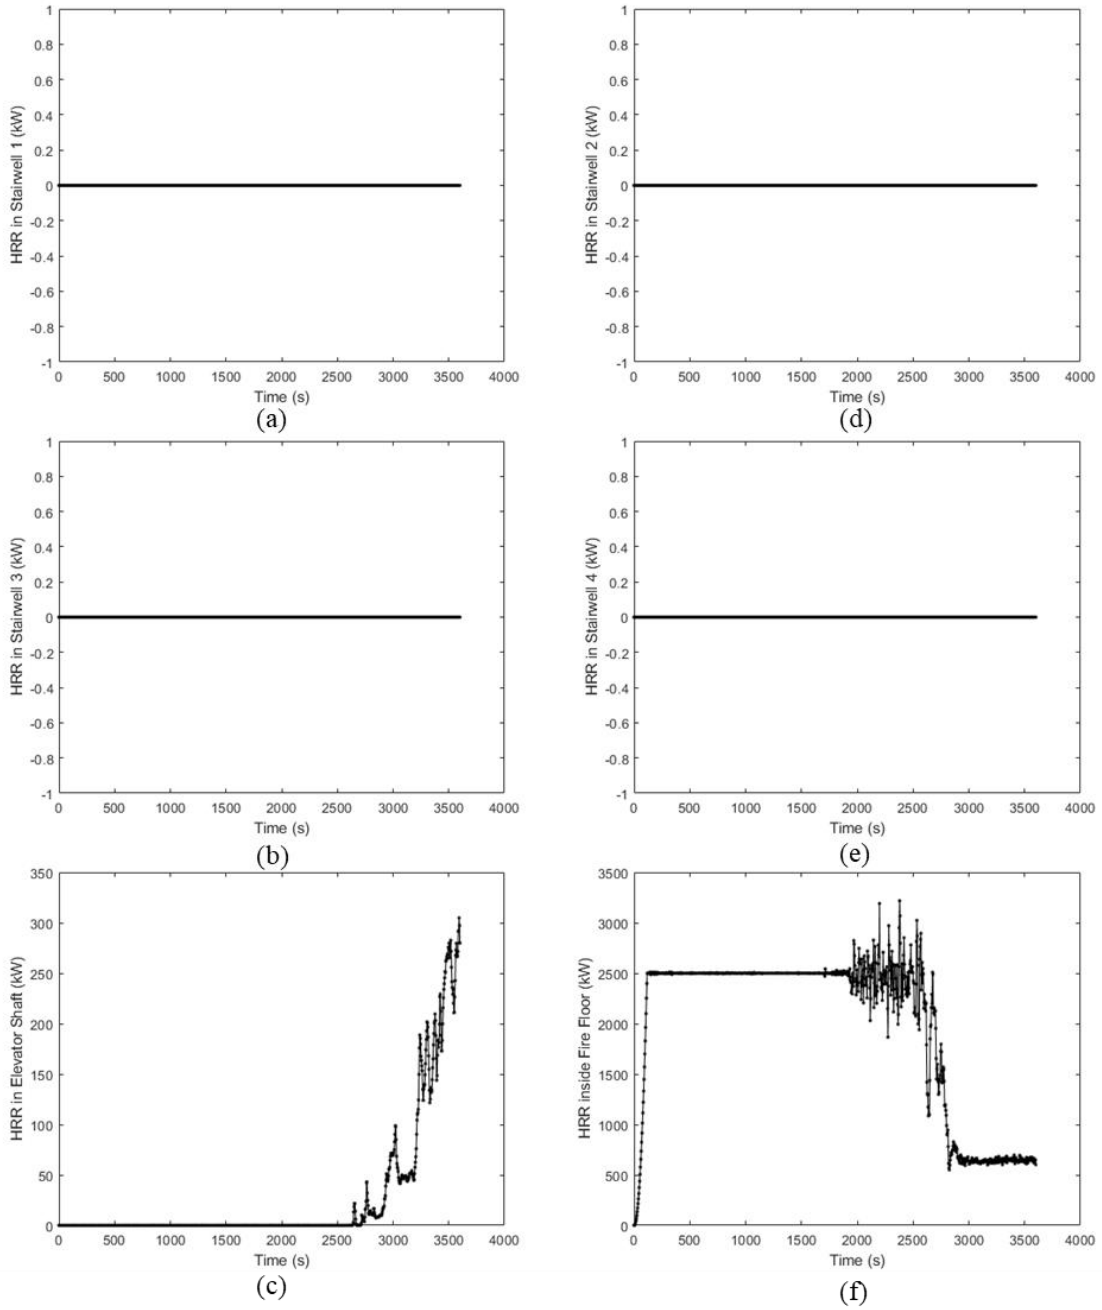 1
0.8
0.6
0.4
0.2
0
-0.2
-0.4
-0.6
-0.8
-1
HRR in Stairwell 1 (kW)
0 500 1000 1500 2000 2500 3000 3500 4000
Time (s)
(a)
1
0.8
0.6
0.4
0.2
0
-0.2
-0.4
-0.6
-0.8
-1
HRR in Stairwell 2 (kW)
0 500 1000 1500 2000 2500 3000 3500 4000
Time (s)
(d)
1
0.8
0.6
0.4
0.2
0
-0.2
-0.4
-0.6
-0.8
-1
HRR in Stairwell 3 (kW)
0 500 1000 1500 2000 2500 3000 3500 4000
Time (s)
(b)
1
0.8
0.6
0.4
0.2
0
-0.2
-0.4
-0.6
-0.8
-1
HRR in Stairwell 4 (kW)
0 500 1000 1500 2000 2500 3000 3500 4000
Time (s)
(e)
350
300
250
200
150
100
50
0
HRR in Elevator Shaft (kW)
0 500 1000 1500 2000 2500 3000 3500 4000
Time (s)
(c)
3500
3000
2500
2000
1500
1000
500
0
HRR inside Fire Floor (kW)
0 500 1000 1500 2000 2500 3000 3500 4000
Time (s)
(f)